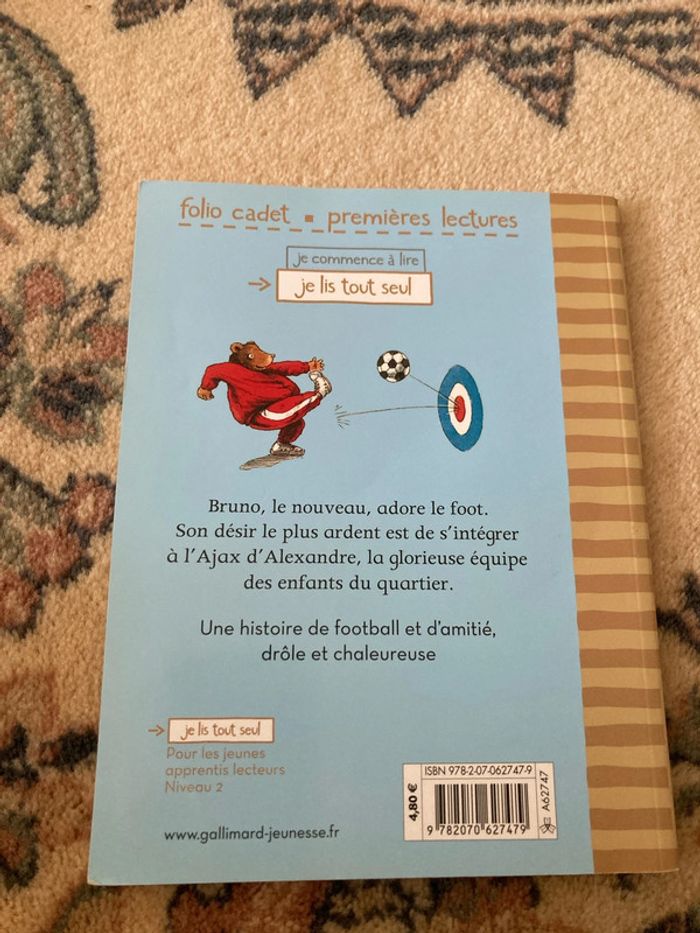 folio cadet ▪ premières lectures
je commence à lire
→ je lis tout seul
Bruno, le nouveau, adore le foot.
Son désir le plus ardent est de s'intégrer
à l'Ajax d'Alexandre, la glorieuse équipe
des enfants du quartier.
Une histoire de football et d'amitié,
drôle et chaleureuse
→ je lis tout seul
Pour les jeunes
apprentis lecteurs
Niveau 2
www.gallimard-jeunesse.fr
4,80 €
ISBN 978-2-07-062747-9
9 782070 627479
A62747